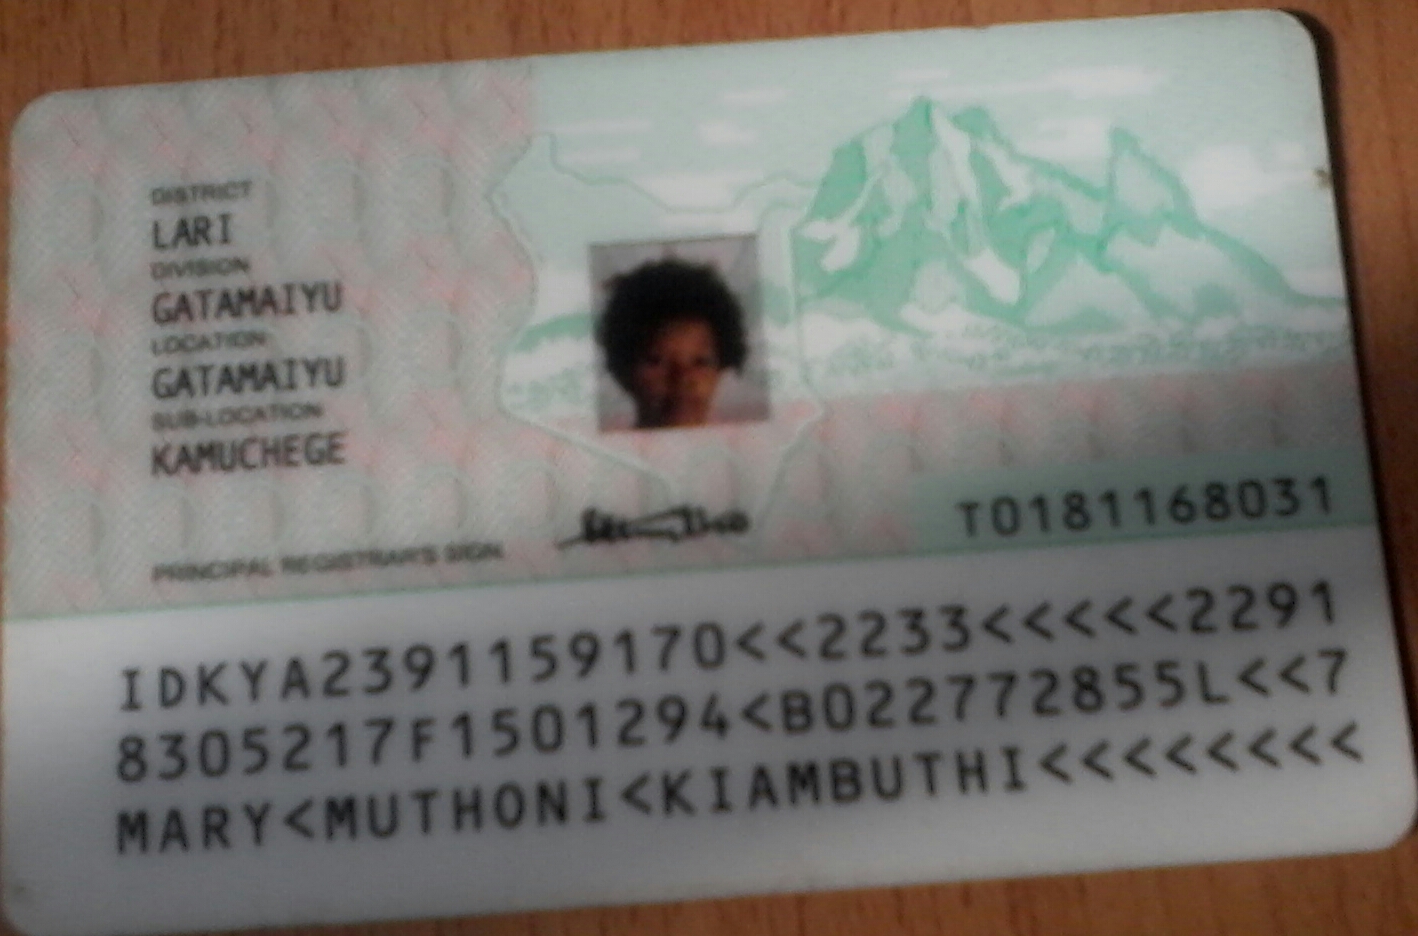 DISTRICT
LARI
DIVISION
GATAMAIYU
LOCATION
GATAMAIYU
SUB-LOCATION
KAMUCHEGE
PRINCIPAL REGISTRAR'S SIGN.
T0181168031
IDKYA2391159170<<2233<<<<<2291
8305217F1501294<B022772855L<<7
MARY<MUTHONI<KIAMBUTHI<<<<<<<<